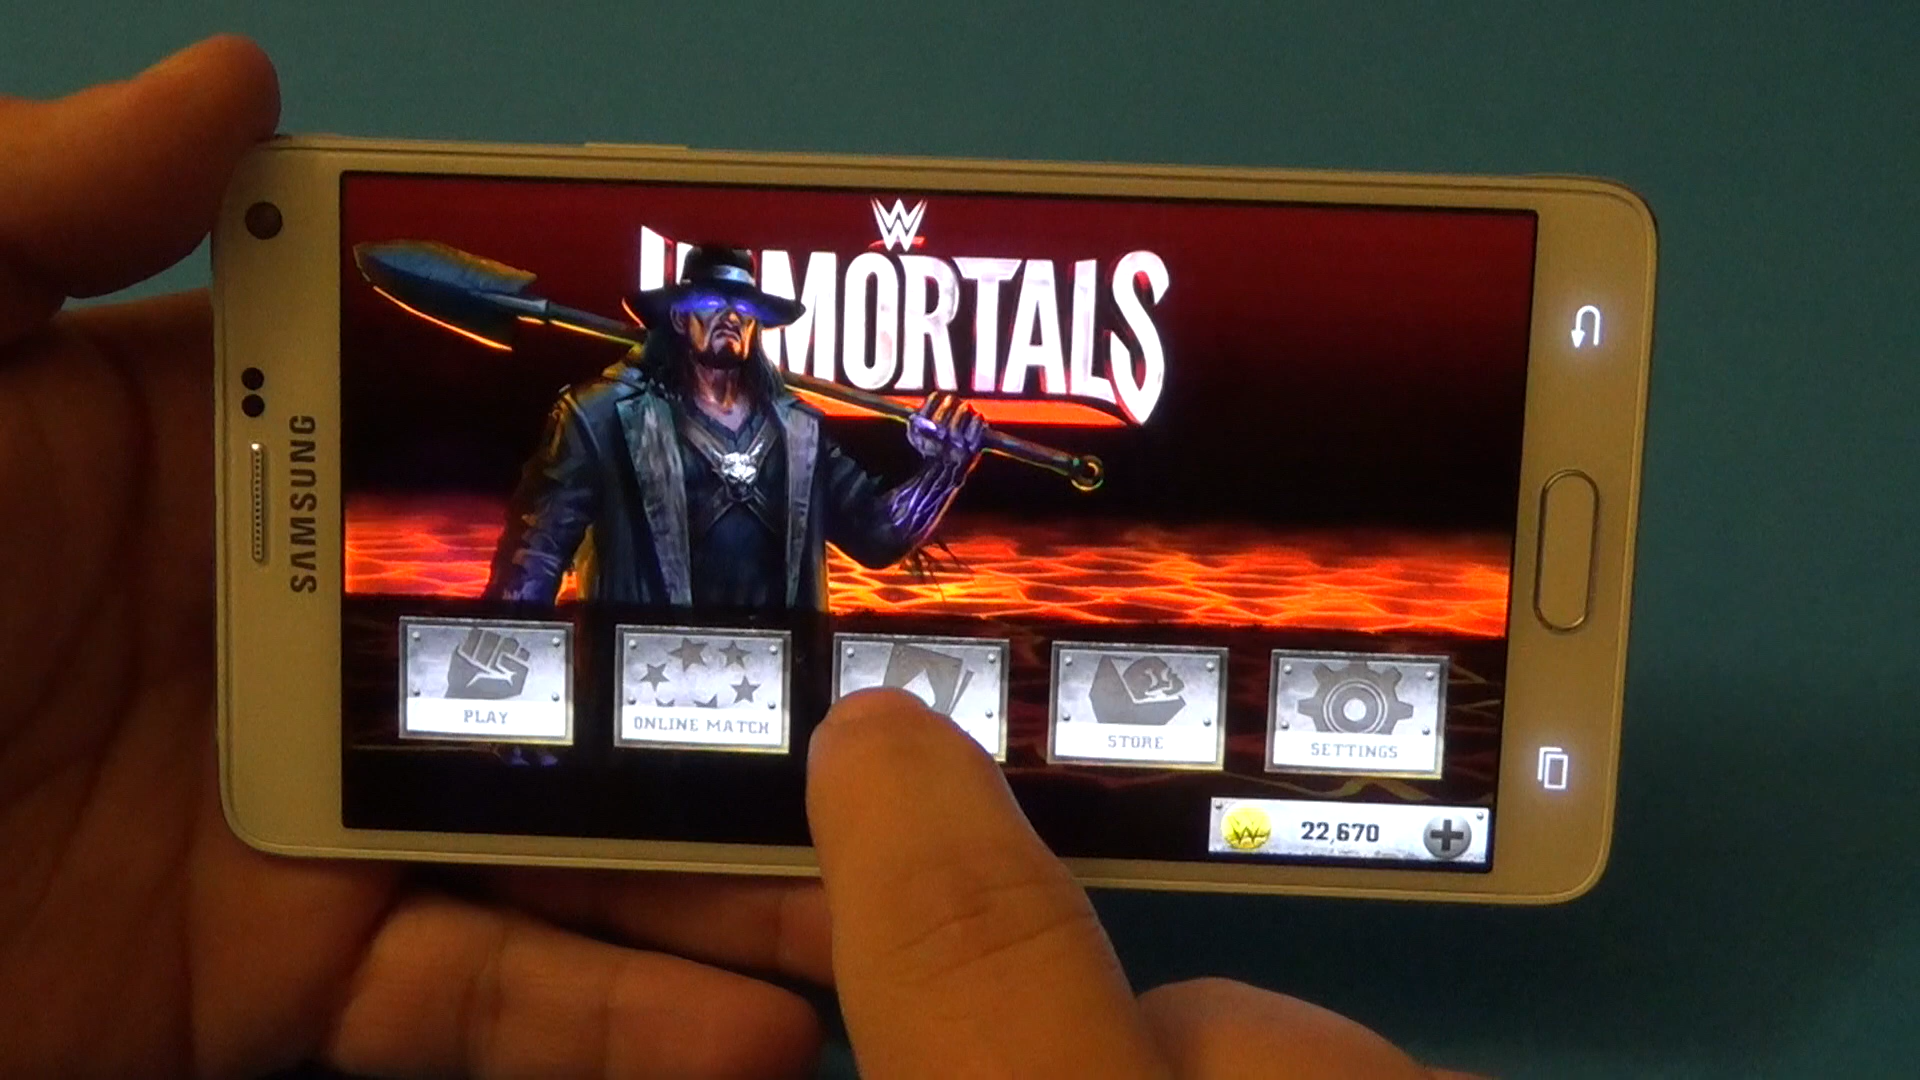 SAMSUNG
W
MORTALS
PLAY
ONLINE MATCH
STORE
SETTINGS
22,670